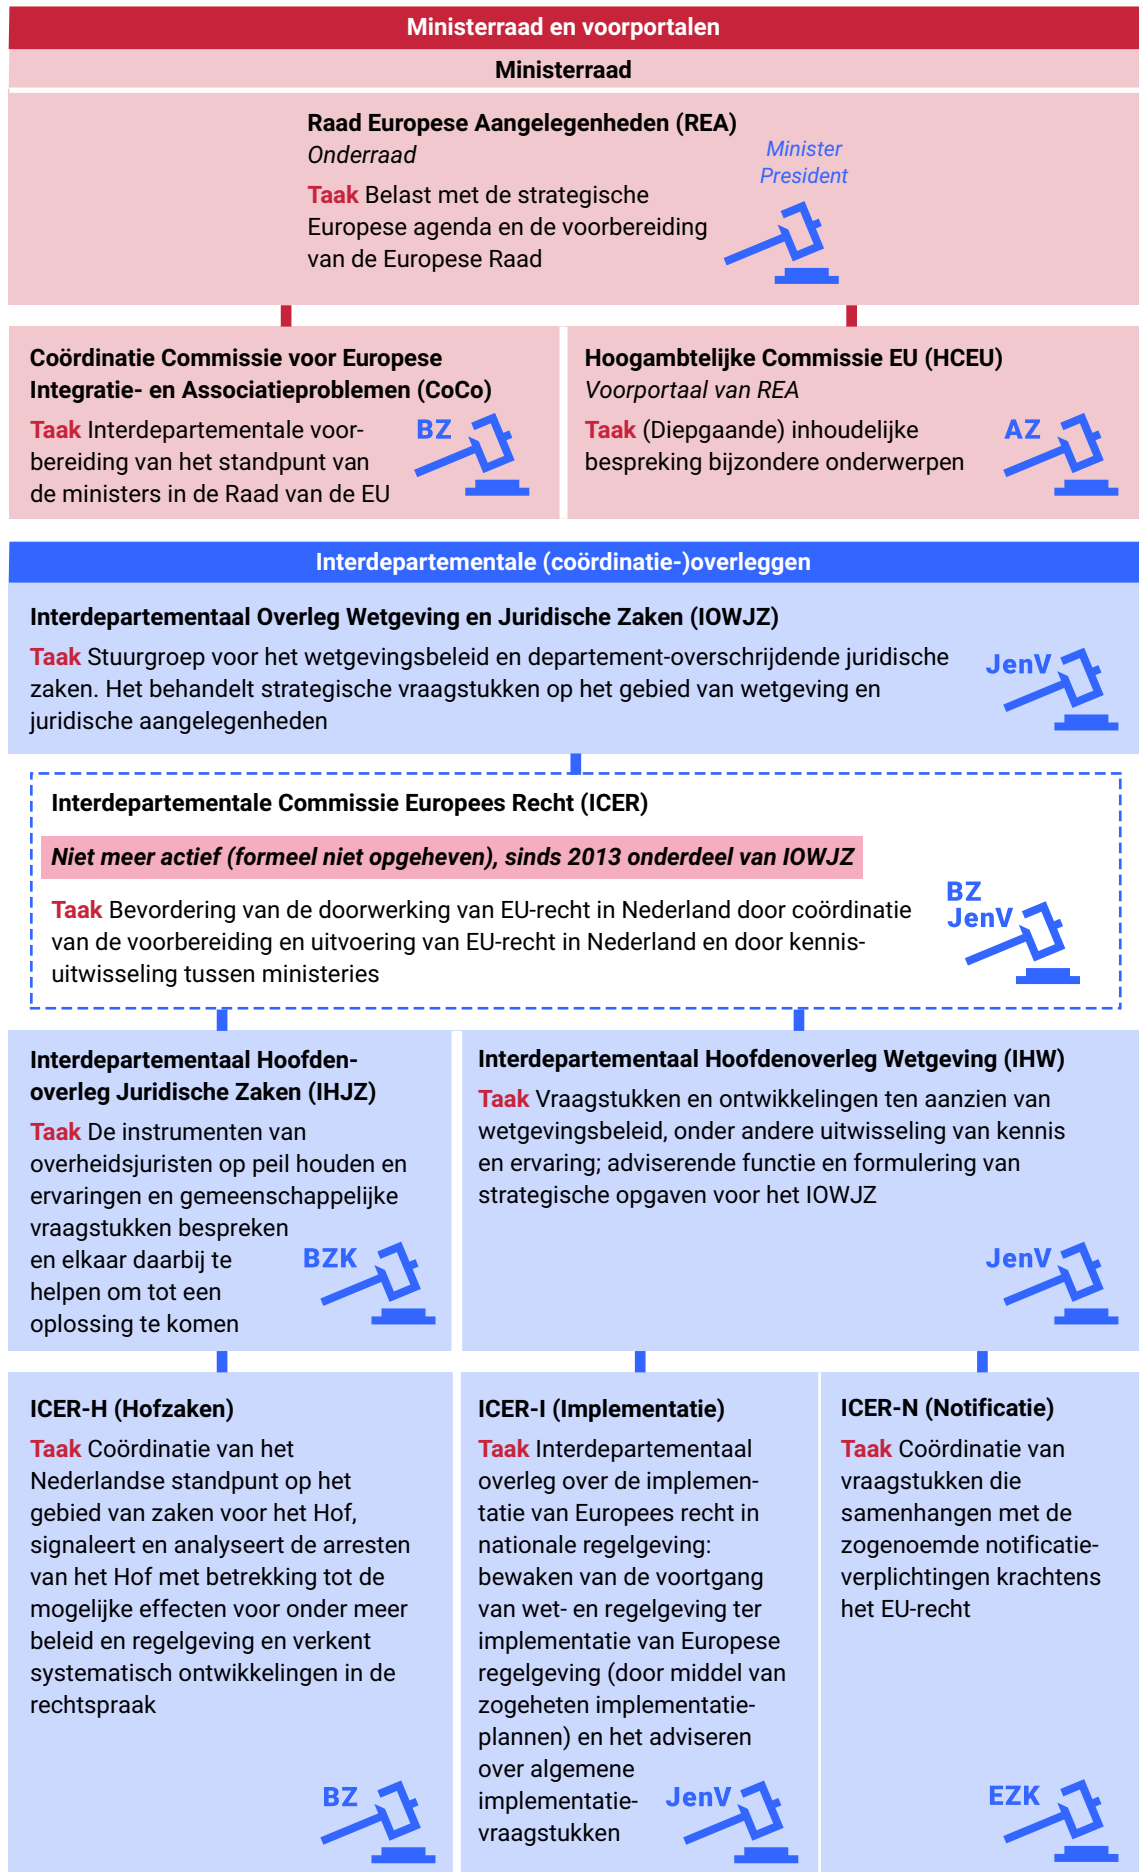 Ministerraad en voorportalen
Ministerraad
Raad Europese Aangelegenheden (REA)
Onderraad
Taak Belast met de strategische
Europese agenda en de voorbereiding
van de Europese Raad
Minister
President
Coördinatie Commissie voor Europese
Integratie- en Associatieproblemen (CoCo)
Taak Interdepartementale voor-
bereiding van het standpunt van
de ministers in de Raad van de EU
BZ
Hoogambtelijke Commissie EU (HCEU)
Voorportaal van REA
Taak (Diepgaande) inhoudelijke
bespreking bijzondere onderwerpen
AZ
Interdepartementale (coördinatie-)overleggen
Interdepartementaal Overleg Wetgeving en Juridische Zaken (IOWJZ)
Taak Stuurgroep voor het wetgevingsbeleid en departement-overschrijdende juridische
zaken. Het behandelt strategische vraagstukken op het gebied van wetgeving en
juridische aangelegenheden
JenV
Interdepartementale Commissie Europees Recht (ICER)
Niet meer actief (formeel niet opgeheven), sinds 2013 onderdeel van IOWJZ
Taak Bevordering van de doorwerking van EU-recht in Nederland door coördinatie
van de voorbereiding en uitvoering van EU-recht in Nederland en door kennis-
uitwisseling tussen ministeries
BZ
JenV
Interdepartementaal Hoofden-
overleg Juridische Zaken (IHJZ)
Taak De instrumenten van
overheidsjuristen op peil houden en
ervaringen en gemeenschappelijke
vraagstukken bespreken
en elkaar daarbij te
helpen om tot een
oplossing te komen
BZK
Interdepartementaal Hoofdenoverleg Wetgeving (IHW)
Taak Vraagstukken en ontwikkelingen ten aanzien van
wetgevingsbeleid, onder andere uitwisseling van kennis
en ervaring; adviserende functie en formulering van
strategische opgaven voor het IOWJZ
JenV
ICER-H (Hofzaken)
Taak Coördinatie van het
Nederlandse standpunt op het
gebied van zaken voor het Hof,
signaleert en analyseert de arresten
van het Hof met betrekking tot de
mogelijke effecten voor onder meer
beleid en regelgeving en verkent
systematisch ontwikkelingen in de
rechtspraak
BZ
ICER-I (Implementatie)
Taak Interdepartementaal
overleg over de implemen-
tatie van Europees recht in
nationale regelgeving:
bewaken van de voortgang
van wet- en regelgeving ter
implementatie van Europese
regelgeving (door middel van
zogeheten implementatie-
plannen) en het adviseren
over algemene
implementatie-
vraagstukken
JenV
ICER-N (Notificatie)
Taak Coördinatie van
vraagstukken die
samenhangen met de
zogenoemde notificatie-
verplichtingen krachtens
het EU-recht
EZK